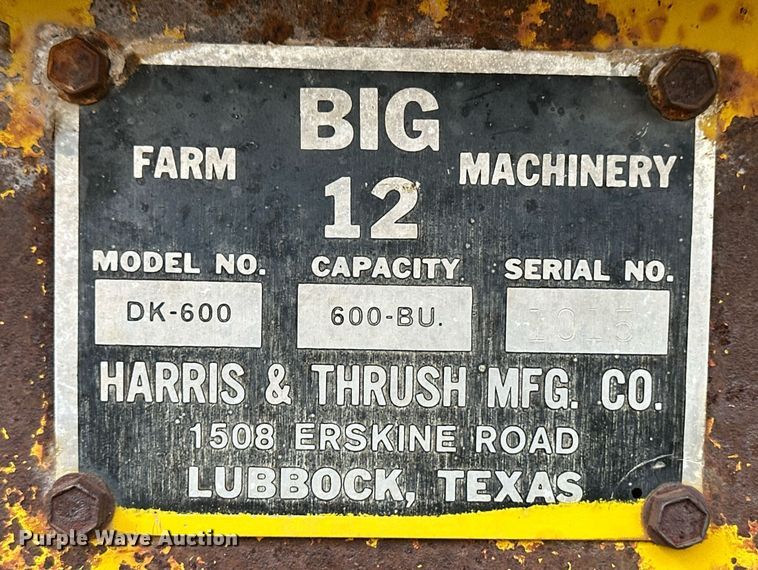 BIG
FARM MACHINERY
12
MODEL NO. CAPACITY SERIAL NO.
DK-600 600-BU. 1015
HARRIS & THRUSH MFG. CO.
1508 ERSKINE ROAD
LUBBOCK, TEXAS
Purple Wave Auction